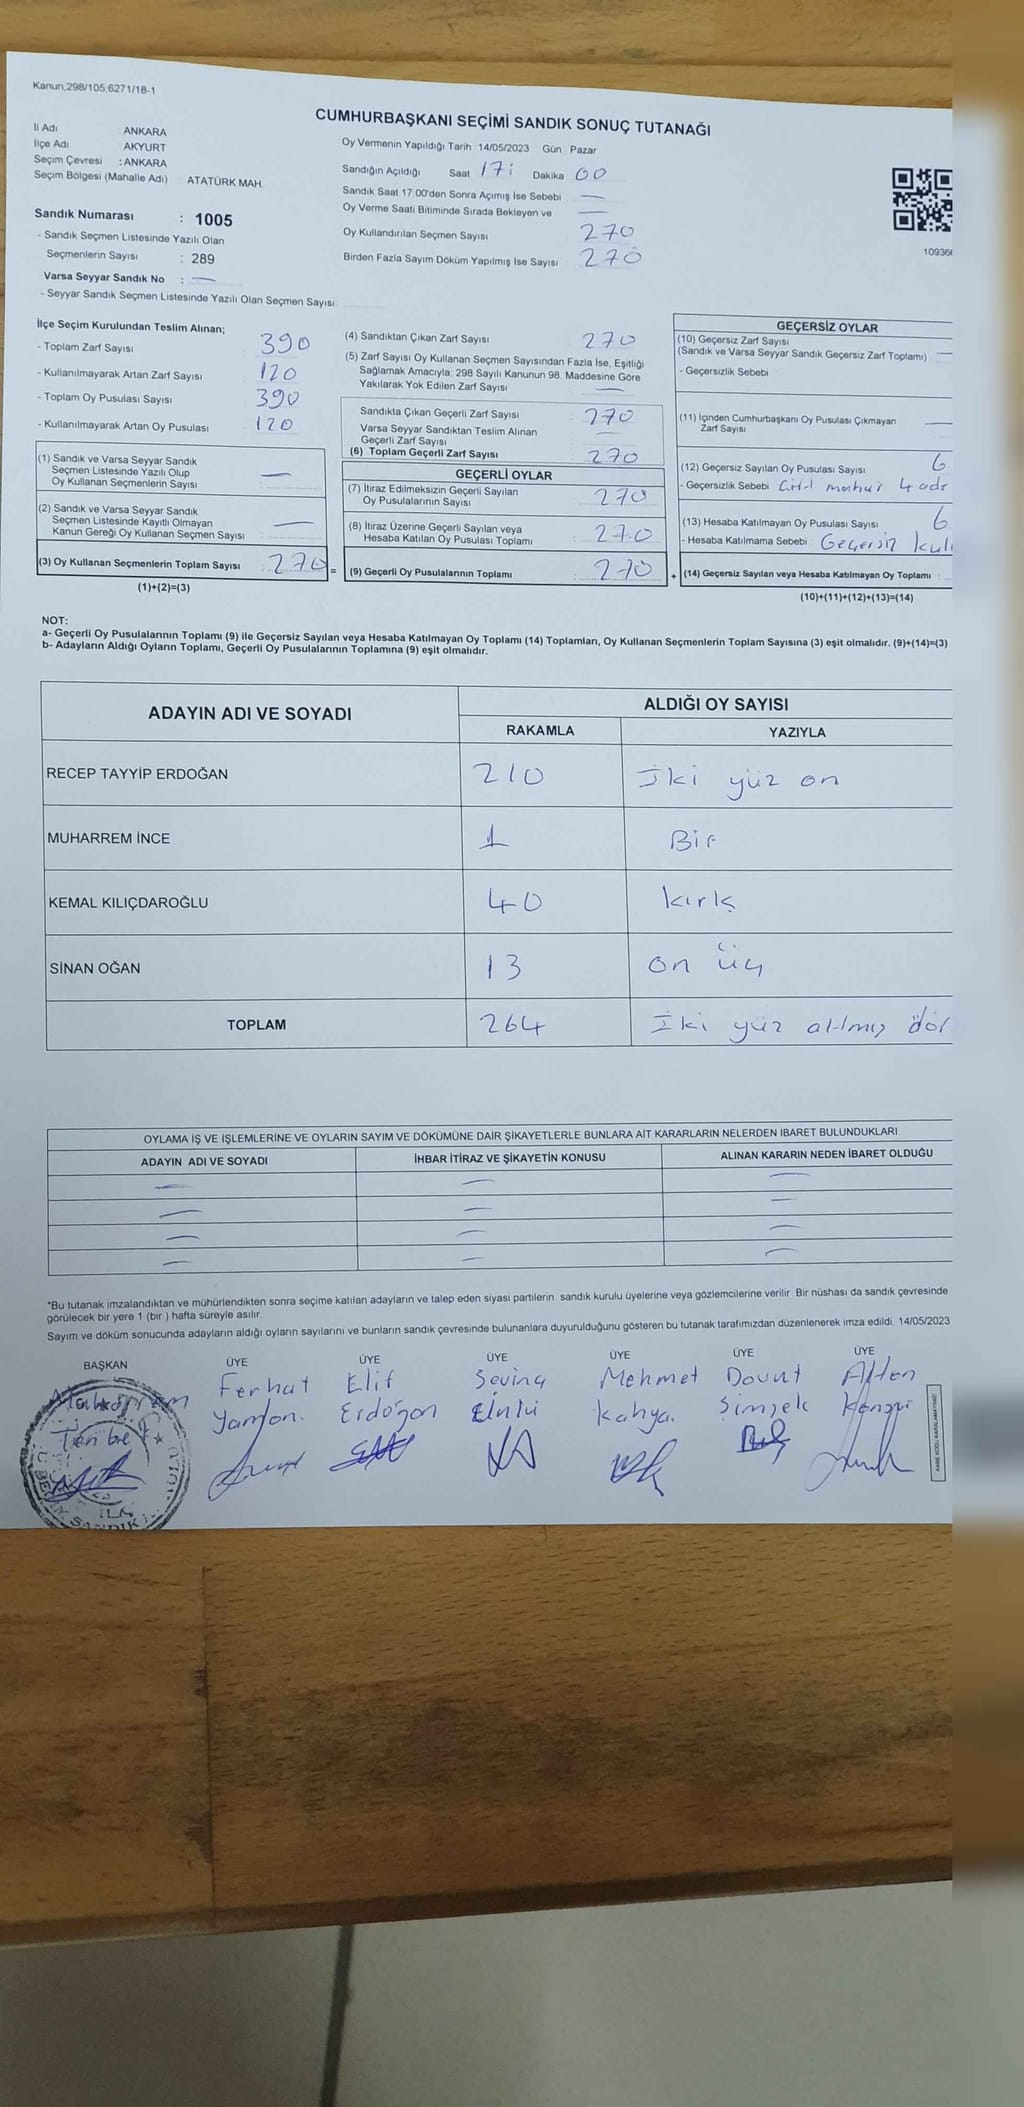 Kanun;298/105;6271/18-1
CUMHURBAŞKANI SEÇİMİ SANDIK SONUÇ TUTANAĞI
İl Adı : ANKARA
İlçe Adı : AKYURT
Seçim Çevresi : ANKARA
Seçim Bölgesi (Mahalle Adı) ATATÜRK MAH.
Sandık Numarası : 1005
- Sandık Seçmen Listesinde Yazılı Olan
Seçmenlerin Sayısı : 289
Varsa Seyyar Sandık No : —
- Seyyar Sandık Seçmen Listesinde Yazılı Olan Seçmen Sayısı
Oy Vermenin Yapıldığı Tarih 14/05/2023 Gün : Pazar
Sandığın Açıldığı Saat 17: Dakika 00
Sandık Saat 17:00'den Sonra Açımış İse Sebebi —
Oy Verme Saati Bitiminde Sırada Bekleyen ve —
Oy Kullandırılan Seçmen Sayısı 270
Birden Fazla Sayım Döküm Yapılmış İse Sayısı 270
10936
İlçe Seçim Kurulundan Teslim Alınan;
- Toplam Zarf Sayısı 390
- Kullanılmayarak Artan Zarf Sayısı 120
- Toplam Oy Pusulası Sayısı 390
- Kullanılmayarak Artan Oy Pusulası 120
(1) Sandık ve Varsa Seyyar Sandık
Seçmen Listesinde Yazılı Olup
Oy Kullanan Seçmenlerin Sayısı —
(2) Sandık ve Varsa Seyyar Sandık
Seçmen Listesinde Kayıtlı Olmayan
Kanun Gereği Oy Kullanan Seçmen Sayısı —
(3) Oy Kullanan Seçmenlerin Toplam Sayısı 270 =
(1)+(2)=(3)
(4) Sandıktan Çıkan Zarf Sayısı 270
(5) Zarf Sayısı Oy Kullanan Seçmen Sayısından Fazla İse, Eşitliği
Sağlamak Amacıyla, 298 Sayılı Kanunun 98. Maddesine Göre
Yakılarak Yok Edilen Zarf Sayısı —
Sandıkta Çıkan Geçerli Zarf Sayısı 270
Varsa Seyyar Sandıktan Teslim Alınan
Geçerli Zarf Sayısı —
(6) Toplam Geçerli Zarf Sayısı 270
GEÇERLİ OYLAR
(7) İtiraz Edilmeksizin Geçerli Sayılan
Oy Pusulalarının Sayısı 270
(8) İtiraz Üzerine Geçerli Sayılan veya
Hesaba Katılan Oy Pusulası Toplamı : 270
(9) Geçerli Oy Pusulalarının Toplamı : 270 +
GEÇERSİZ OYLAR
(10) Geçersiz Zarf Sayısı
(Sandık ve Varsa Seyyar Sandık Geçersiz Zarf Toplamı) —
- Geçersizlik Sebebi
(11) İçinden Cumhurbaşkanı Oy Pusulası Çıkmayan
Zarf Sayısı —
(12) Geçersiz Sayılan Oy Pusulası Sayısı 6
- Geçersizlik Sebebi 4
(13) Hesaba Katılmayan Oy Pusulası Sayısı 6
- Hesaba Katılmama Sebebi Geçersiz kull
(14) Geçersiz Sayılan veya Hesaba Katılmayan Oy Toplamı :
(10)+(11)+(12)+(13)=(14)
NOT:
a- Geçerli Oy Pusulalarının Toplamı (9) ile Geçersiz Sayılan veya Hesaba Katılmayan Oy Toplamı (14) Toplamları, Oy Kullanan Seçmenlerin Toplam Sayısına (3) eşit olmalıdır. (9)+(14)=(3)
b- Adayların Aldığı Oyların Toplamı, Geçerli Oy Pusulalarının Toplamına (9) eşit olmalıdır.
ADAYIN ADI VE SOYADI ALDIĞI OY SAYISI
RAKAMLA YAZIYLA
RECEP TAYYİP ERDOĞAN 210 İki yüz on
MUHARREM İNCE 1 Bir
KEMAL KILIÇDAROĞLU 40 kırk
SİNAN OĞAN 13 on üç
TOPLAM 264 İki yüz altmış dör
OYLAMA İŞ VE İŞLEMLERİNE VE OYLARIN SAYIM VE DÖKÜMÜNE DAİR ŞİKAYETLERLE BUNLARA AİT KARARLARIN NELERDEN İBARET BULUNDUKLARI
ADAYIN ADI VE SOYADI İHBAR İTİRAZ VE ŞİKAYETİN KONUSU ALINAN KARARIN NEDEN İBARET OLDUĞU
— — —
— — —
— — —
— — —
*Bu tutanak imzalandıktan ve mühürlendikten sonra seçime katılan adayların ve talep eden siyasi partilerin sandık kurulu üyelerine veya gözlemcilerine verilir. Bir nüshası da sandık çevresinde
görülecek bir yere 1 (bir ) hafta süreyle asılır.
Sayım ve döküm sonucunda adayların aldığı oyların sayılarını ve bunların sandık çevresinde bulunanlara duyurulduğunu gösteren bu tutanak tarafımızdan düzenlenerek imza edildi. 14/05/2023
BAŞKAN ÜYE ÜYE ÜYE ÜYE ÜYE ÜYE
Ferhat Elif Sevinç Mehmet Davut
Erdoğan Ünlü Kahya Şimşek
KARE KODU KARALAMAYINIZ!